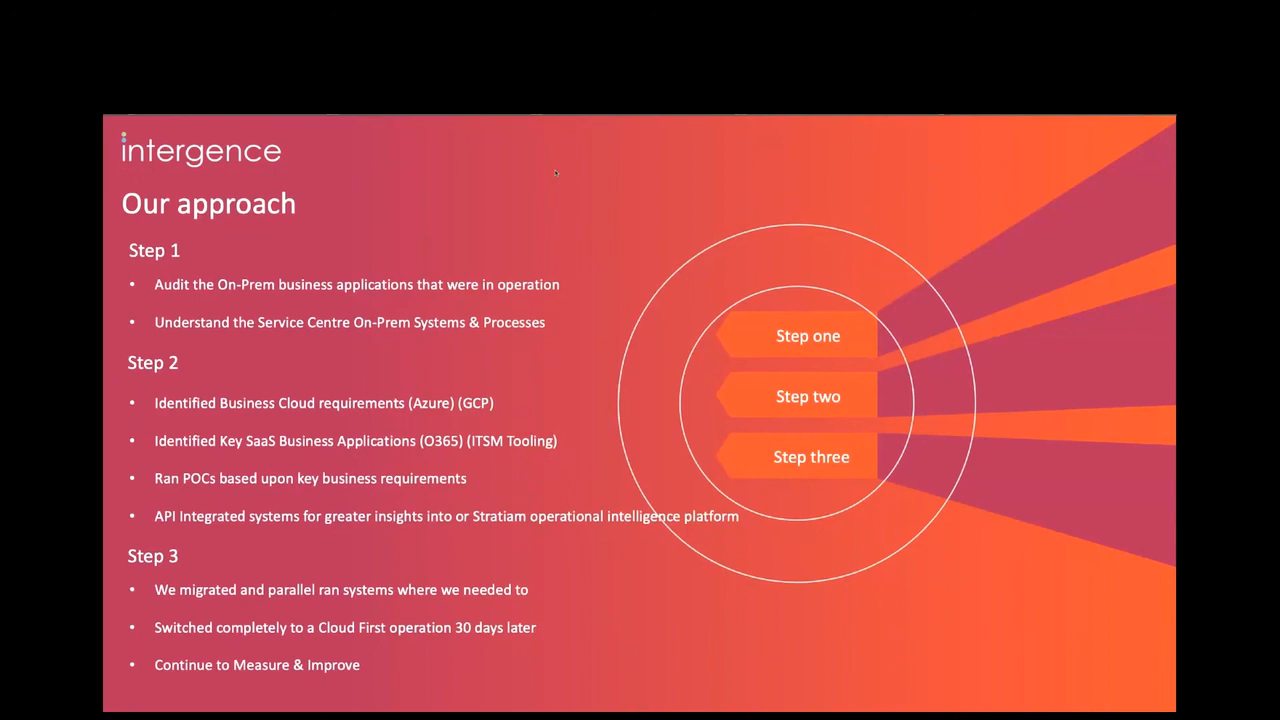 intergence
Our approach
Step 1
• Audit the On-Prem business applications that were in operation
• Understand the Service Centre On-Prem Systems & Processes
Step 2
• Identified Business Cloud requirements (Azure) (GCP)
• Identified Key SaaS Business Applications (O365) (ITSM Tooling)
• Ran POCs based upon key business requirements
• API Integrated systems for greater insights into or Stratiam operational intelligence platform
Step 3
• We migrated and parallel ran systems where we needed to
• Switched completely to a Cloud First operation 30 days later
• Continue to Measure & Improve
Step one
Step two
Step three